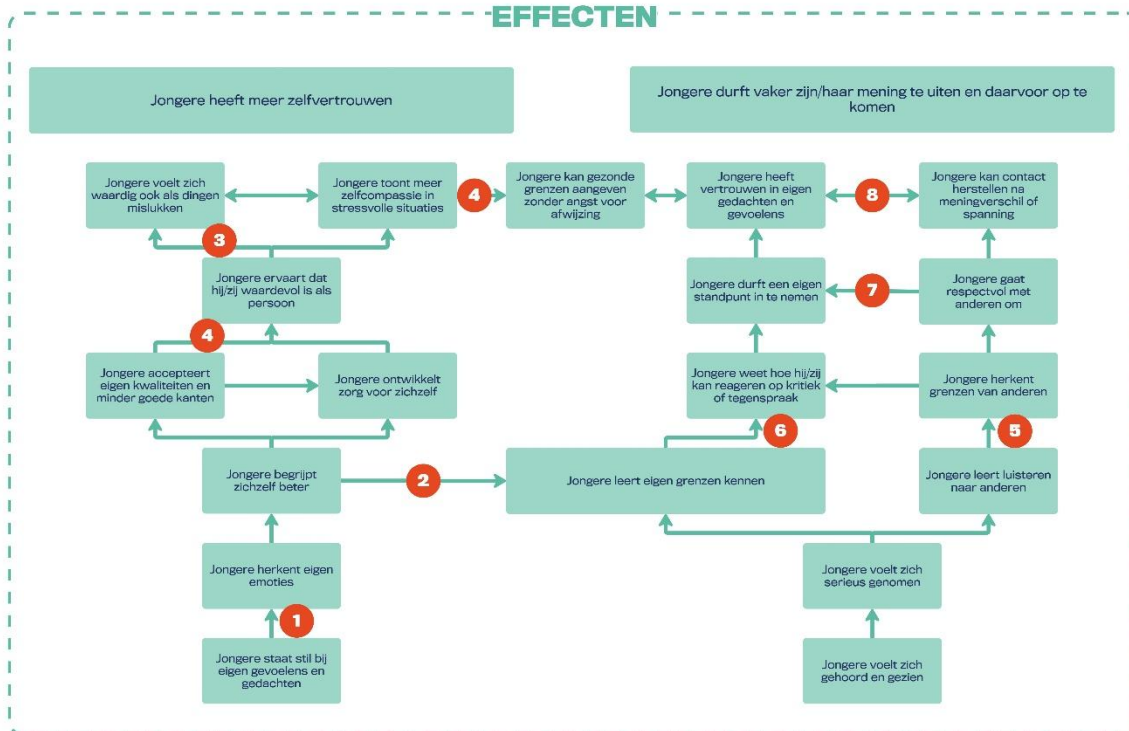 EFFECTEN
Jongere heeft meer zelfvertrouwen
Jongere durft vaker zijn/haar mening te uiten en daarvoor op te
komen
Jongere voelt zich
waardig ook als dingen
mislukken
Jongere toont meer
zelfcompassie in
stressvolle situaties
4
Jongere kan gezonde
grenzen aangeven
zonder angst voor
afwijzing
Jongere heeft
vertrouwen in eigen
gedachten en
gevoelens
8
Jongere kan contact
herstellen na
meningverschil of
spanning
3
Jongere ervaart dat
hij/zij waardevol is als
persoon
Jongere durft een eigen
standpunt in te nemen
7
Jongere gaat
respectvol met
anderen om
4
Jongere accepteert
eigen kwaliteiten en
minder goede kanten
Jongere ontwikkelt
zorg voor zichzelf
Jongere weet hoe hij/zij
kan reageren op kritiek
of tegenspraak
Jongere herkent
grenzen van anderen
6
5
Jongere begrijpt
zichzelf beter
2
Jongere leert eigen grenzen kennen
Jongere leert luisteren
naar anderen
Jongere herkent eigen
emoties
Jongere voelt zich
serieus genomen
1
Jongere staat stil bij
eigen gevoelens en
gedachten
Jongere voelt zich
gehoord en gezien